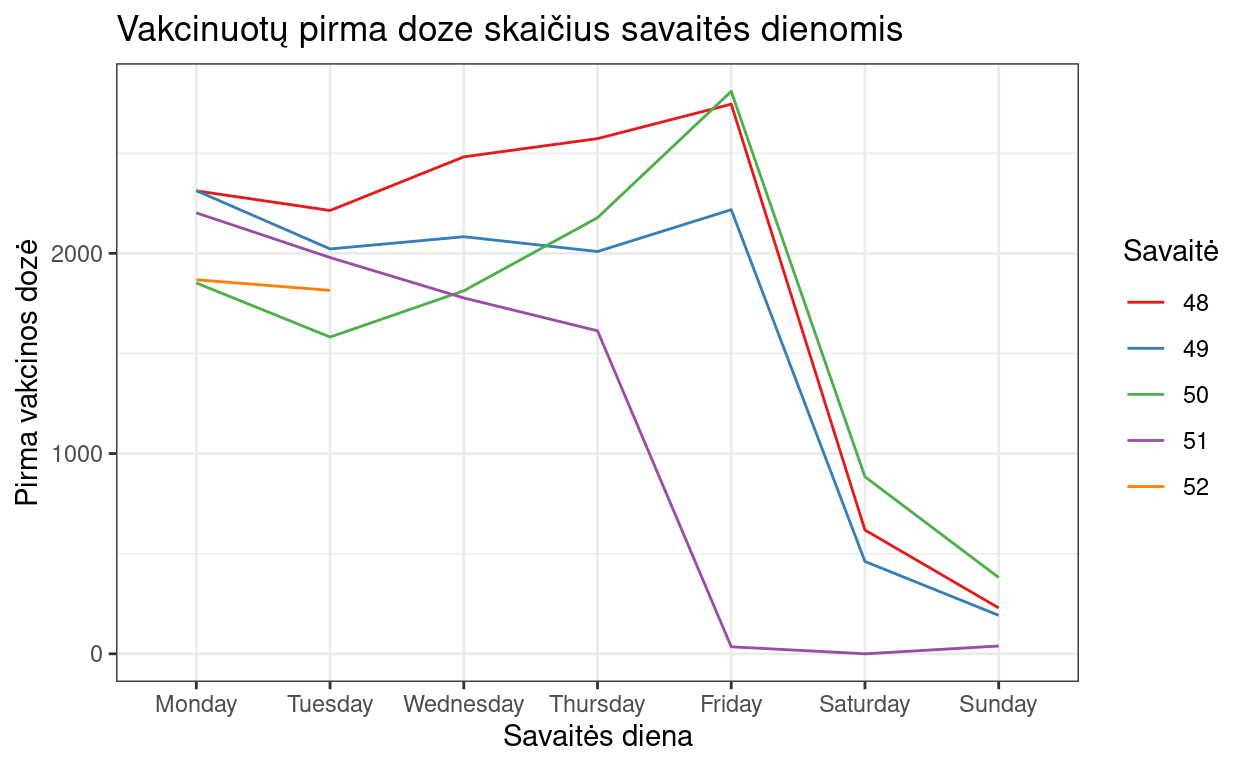 Vakcinuotų pirma doze skaičius savaitės dienomis
Pirma vakcinos dozė
2000
1000
0
Monday
Tuesday
Wednesday
Thursday
Friday
Saturday
Sunday
Savaitės diena
Savaitė
48
49
50
51
52